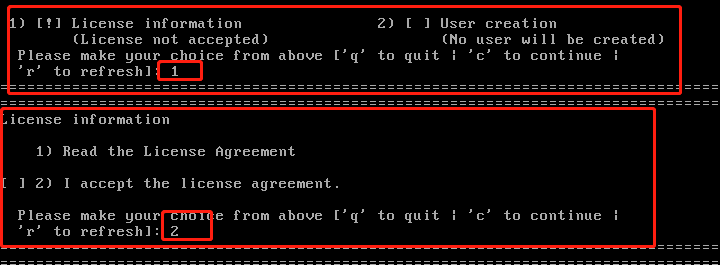 1) [!] License information                 2) [ ] User creation
(License not accepted)                     (No user will be created)
Please make your choice from above ['q' to quit | 'c' to continue |
'r' to refresh]: 1
================================================================================
================================================================================
License information
1) Read the License Agreement
[ ] 2) I accept the license agreement.
Please make your choice from above ['q' to quit | 'c' to continue |
'r' to refresh]: 2
================================================================================
================================================================================